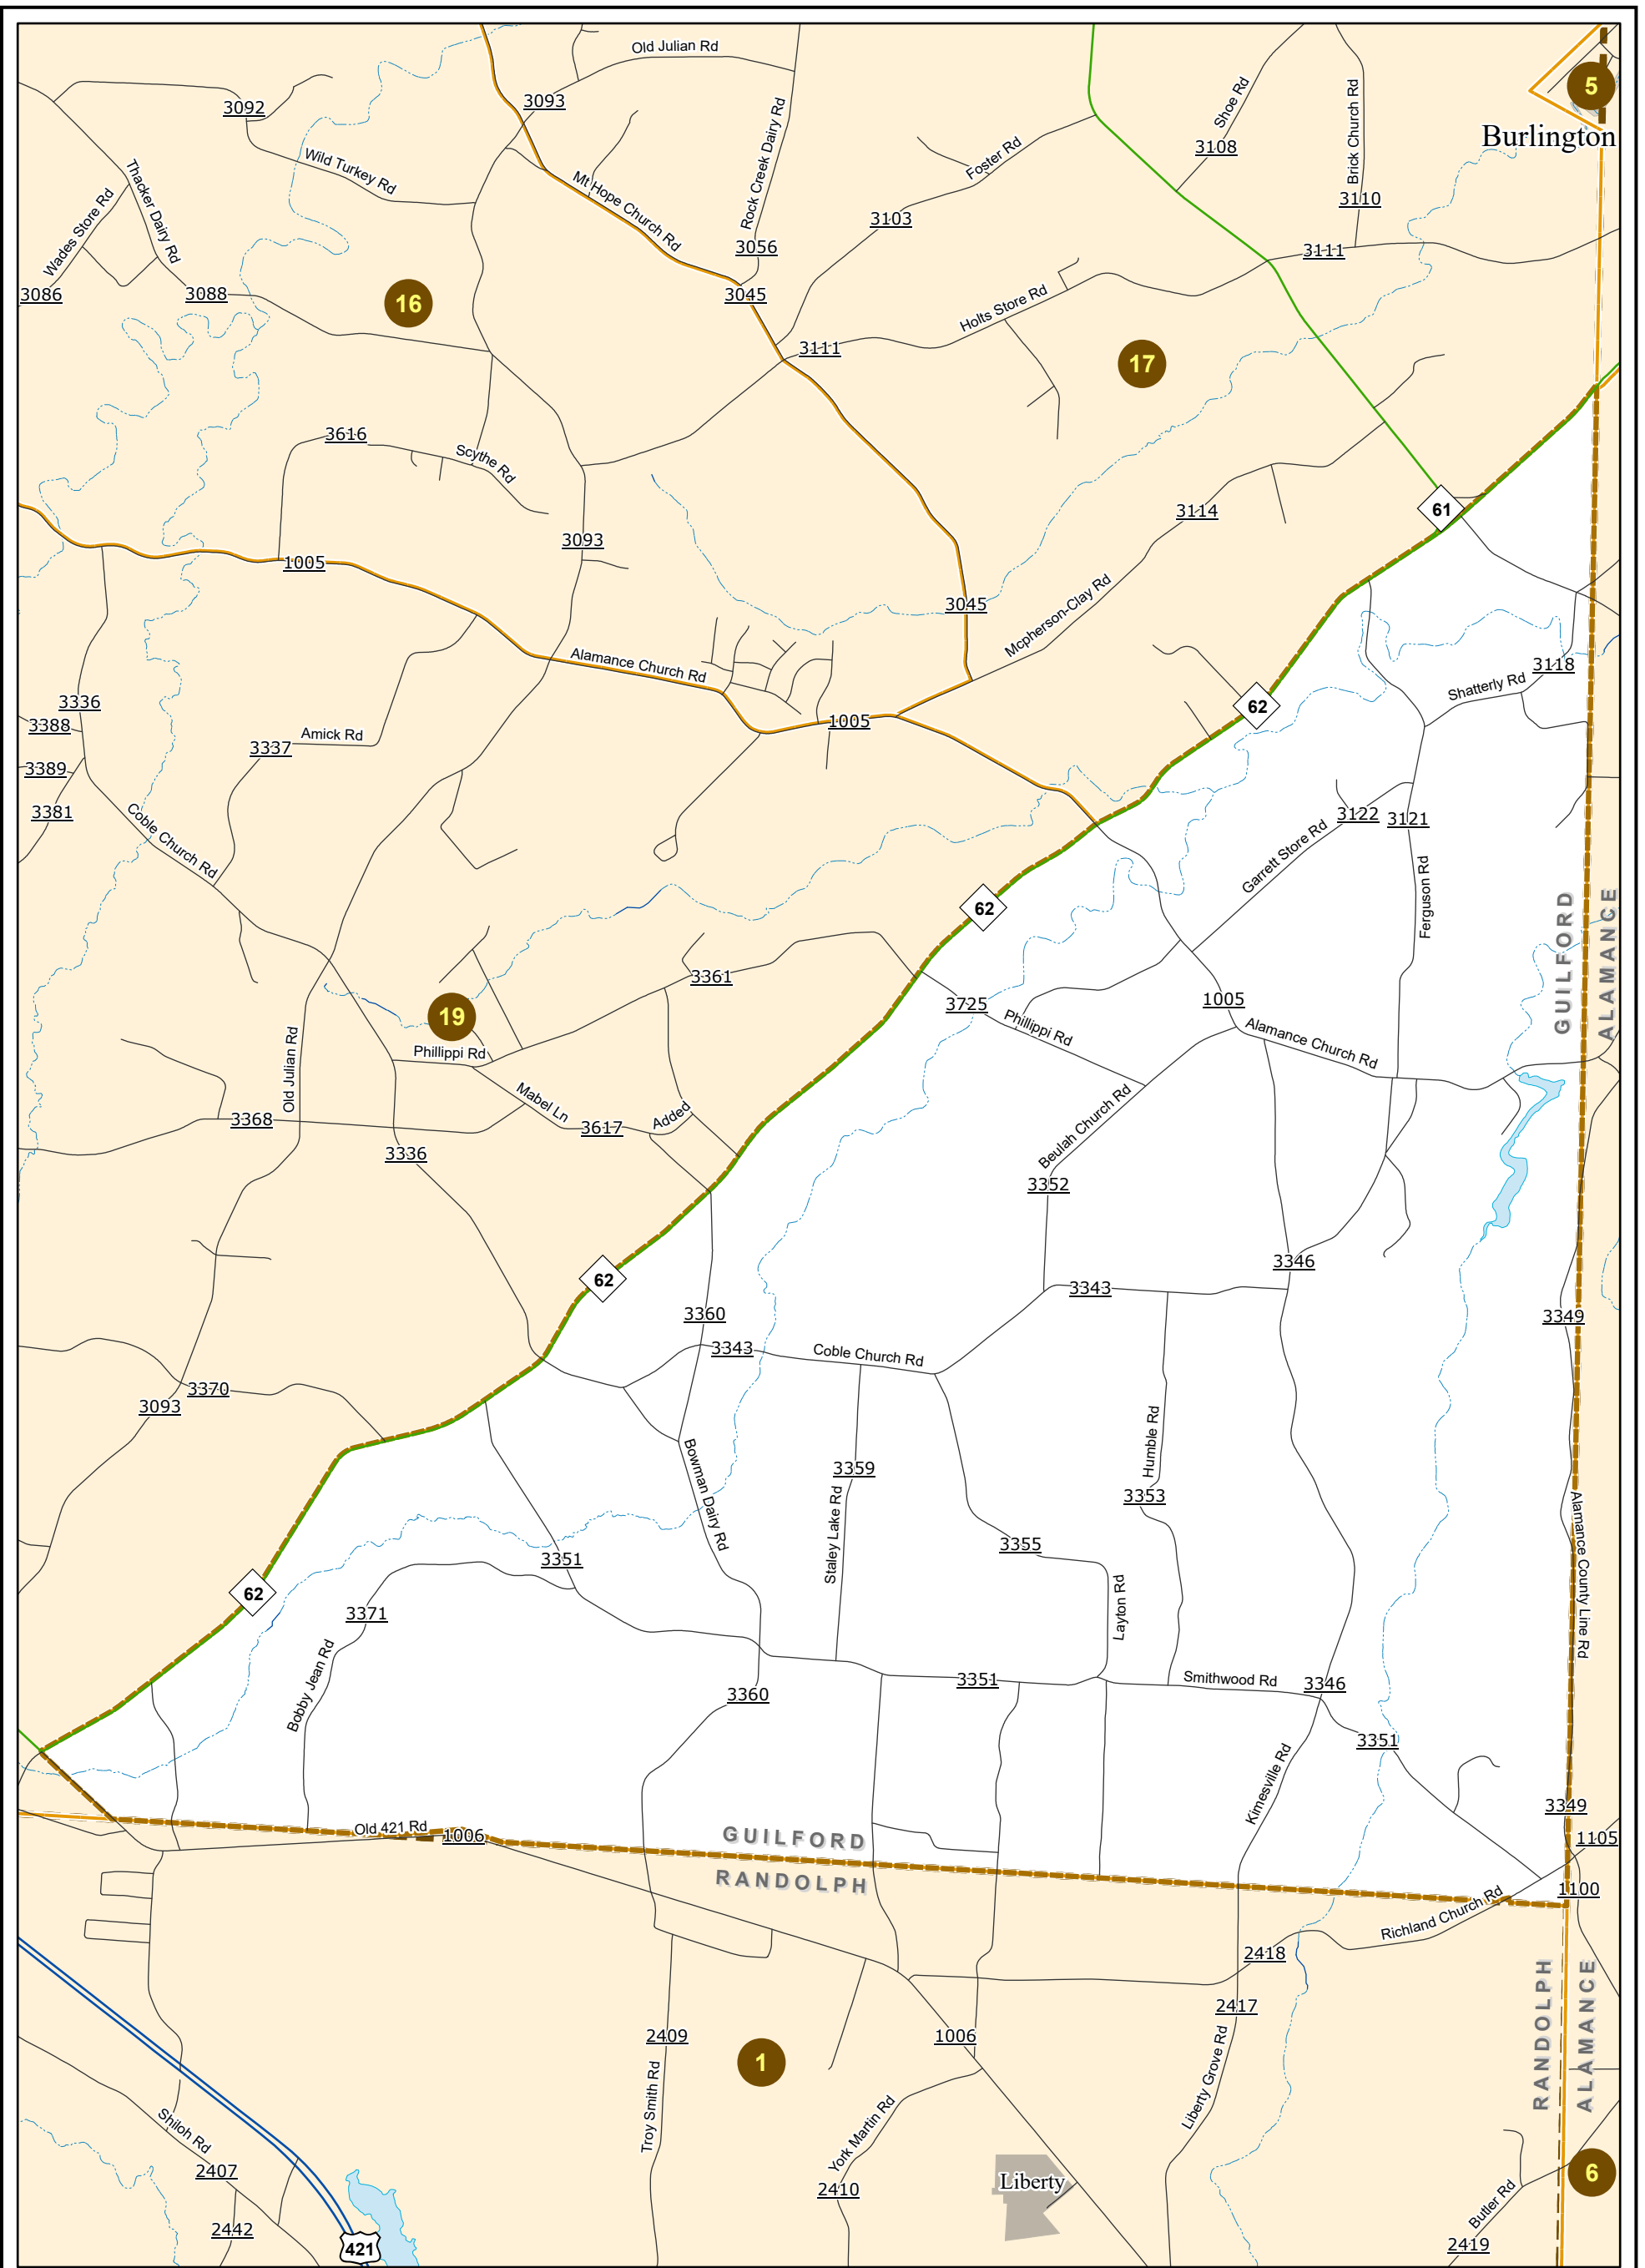 Old Julian Rd
5
3092
3093
Rock Creek Dairy Rd
Shoe Rd
Brick Church Rd
Burlington
3108
Foster Rd
Wild Turkey Rd
Mt Hope Church Rd
Thacker Dairy Rd
Wades Store Rd
3110
3103
3056
3111
3086
3088
16
3045
Holts Store Rd
3111
17
3616
Scythe Rd
61
3114
3093
1005
3045
Mcpherson-Clay Rd
Alamance Church Rd
3118
Shatterly Rd
3336
62
3388
1005
Amick Rd
3337
3389
3381
3122
3121
Coble Church Rd
Garrett Store Rd
Ferguson Rd
62
GUILFORD
ALAMANCE
3361
3725
1005
19
Phillippi Rd
Alamance Church Rd
Old Julian Rd
Phillippi Rd
Mabel Ln
Added
3368
3617
Beulah Church Rd
3336
3352
3346
62
3343
3360
3349
3343
Coble Church Rd
3370
3093
Humble Rd
Bowman Dairy Rd
3359
3353
Staley Lake Rd
Alamance County Line Rd
3355
3351
62
3371
Layton Rd
Bobby Jean Rd
3351
Smithwood Rd
3346
3360
3351
Kimesville Rd
3349
Old 421 Rd
1006
GUILFORD
1105
RANDOLPH
1100
Richland Church Rd
2418
RANDOLPH
ALAMANCE
2417
2409
1006
1
Liberty Grove Rd
Troy Smith Rd
York Martin Rd
Shiloh Rd
2407
Liberty
6
2410
Butler Rd
2442
421
2419